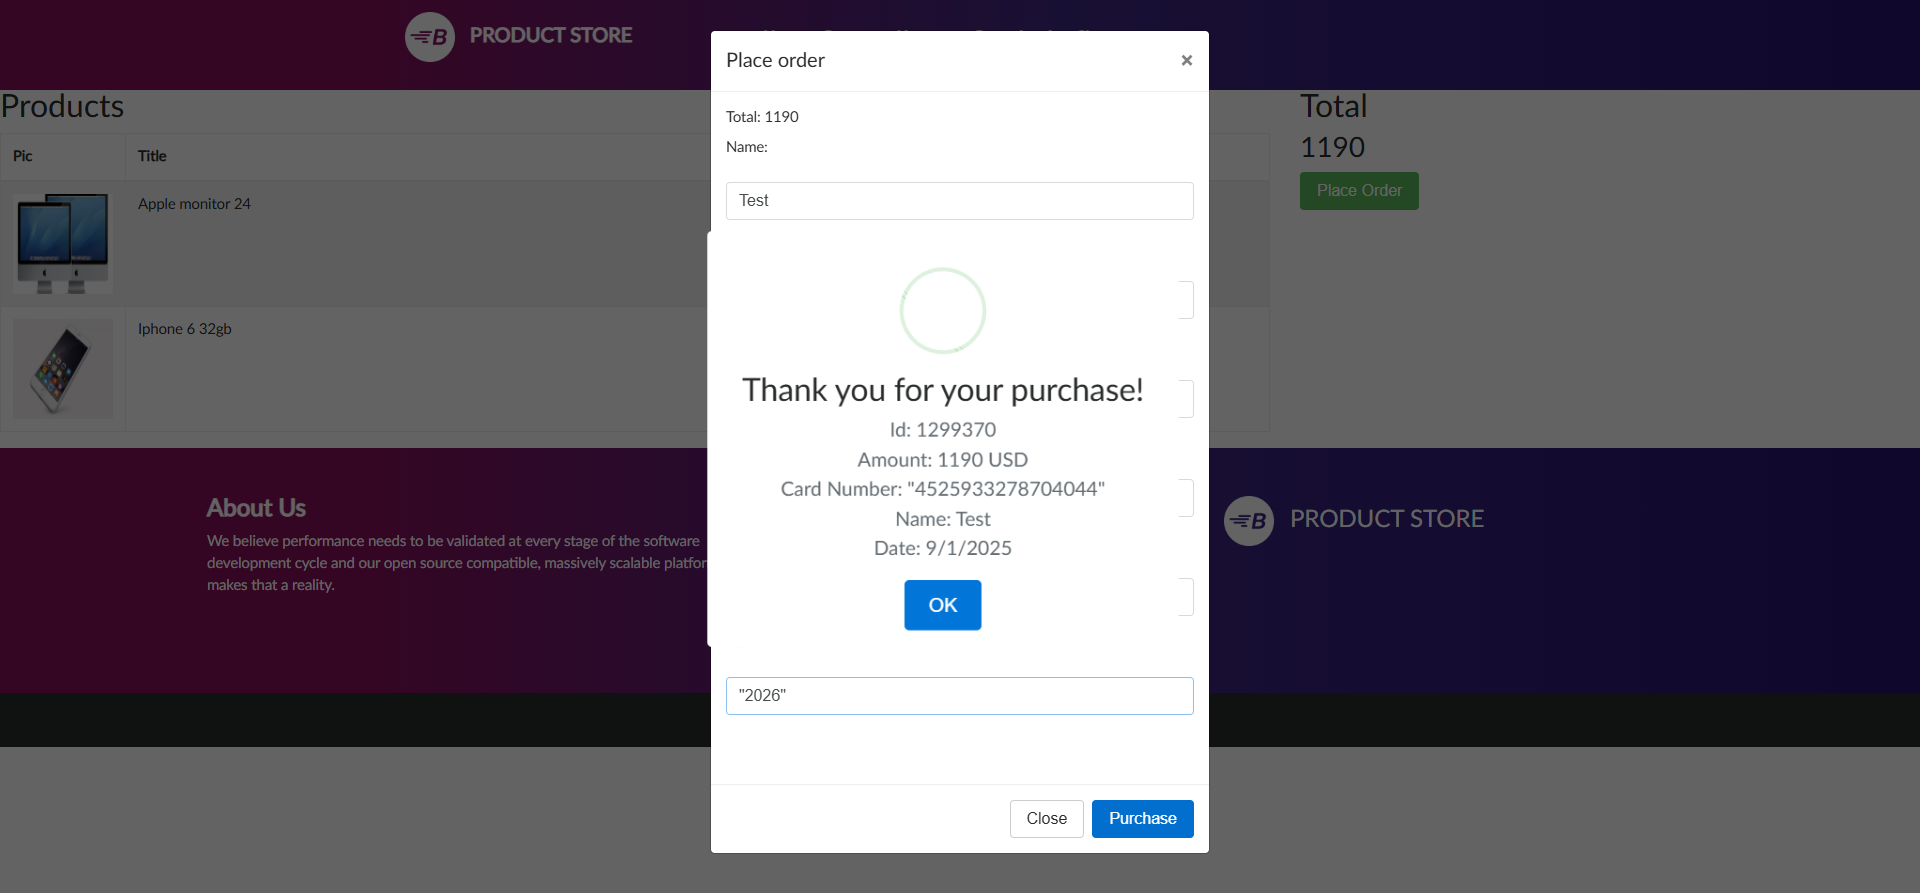 PRODUCT STORE
Place order
×
Total: 1190
Name:
Test
Products
Pic
Title
Apple monitor 24
Iphone 6 32gb
Total
1190
Place Order
Thank you for your purchase!
Id: 1299370
Amount: 1190 USD
Card Number: "4525933278704044"
Name: Test
Date: 9/1/2025
OK
"2026"
Close
Purchase
About Us
We believe performance needs to be validated at every stage of the software
development cycle and our open source compatible, massively scalable platfor
makes that a reality.
PRODUCT STORE